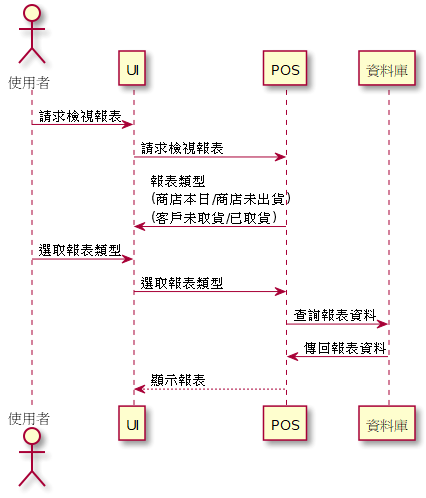 使用者
UI
POS
資料庫
請求檢視報表
請求檢視報表
報表類型
(商店本日/商店未出貨)
(客戶未取貨/已取貨)
選取報表類型
選取報表類型
查詢報表資料
傳回報表資料
顯示報表
使用者
UI
POS
資料庫